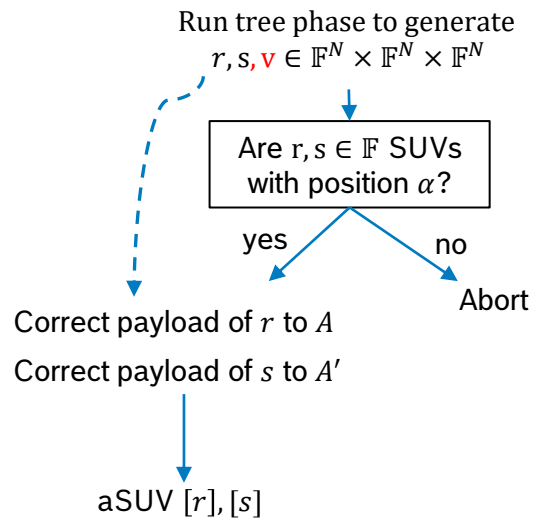 Run tree phase to generate
r, s, v ∈ 𝔽^N × 𝔽^N × 𝔽^N
Are r, s ∈ 𝔽 SUVs
with position α?
yes
no
Abort
Correct payload of r to A
Correct payload of s to A′
aSUV [r], [s]